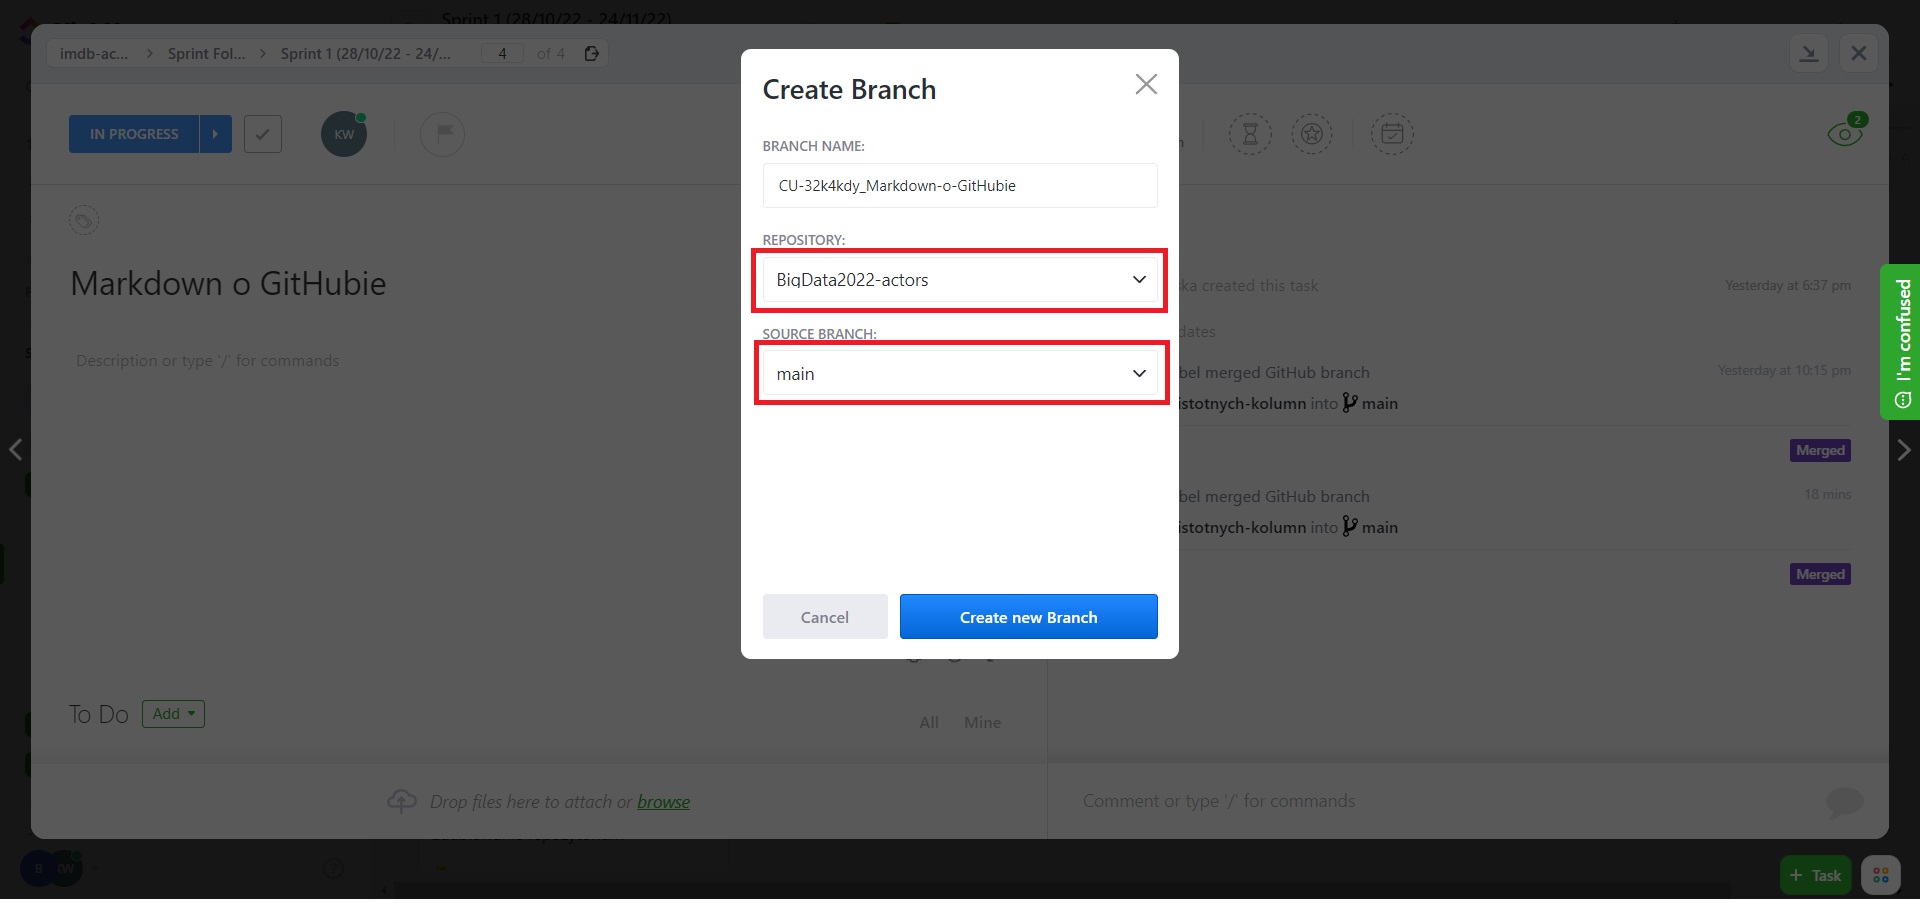 Sprint 1 (28/10/22 - 24/11/22)
imdb-ac... > Sprint Fol... > Sprint 1 (28/10/22 - 24/... 4 of 4
Create Branch
IN PROGRESS
KW
2
BRANCH NAME:
CU-32k4kdy_Markdown-o-GitHubie
REPOSITORY:
BigData2022-actors
SOURCE BRANCH:
main
Markdown o GitHubie
Description or type '/' for commands
ka created this task
Yesterday at 6:37 pm
dates
bel merged GitHub branch
Yesterday at 10:15 pm
istotnych-kolumn into main
Merged
bel merged GitHub branch
18 mins
istotnych-kolumn into main
Merged
I'm confused
Cancel
Create new Branch
To Do
Add
All
Mine
Drop files here to attach or browse
Comment or type '/' for commands
B
KW
?
+ Task